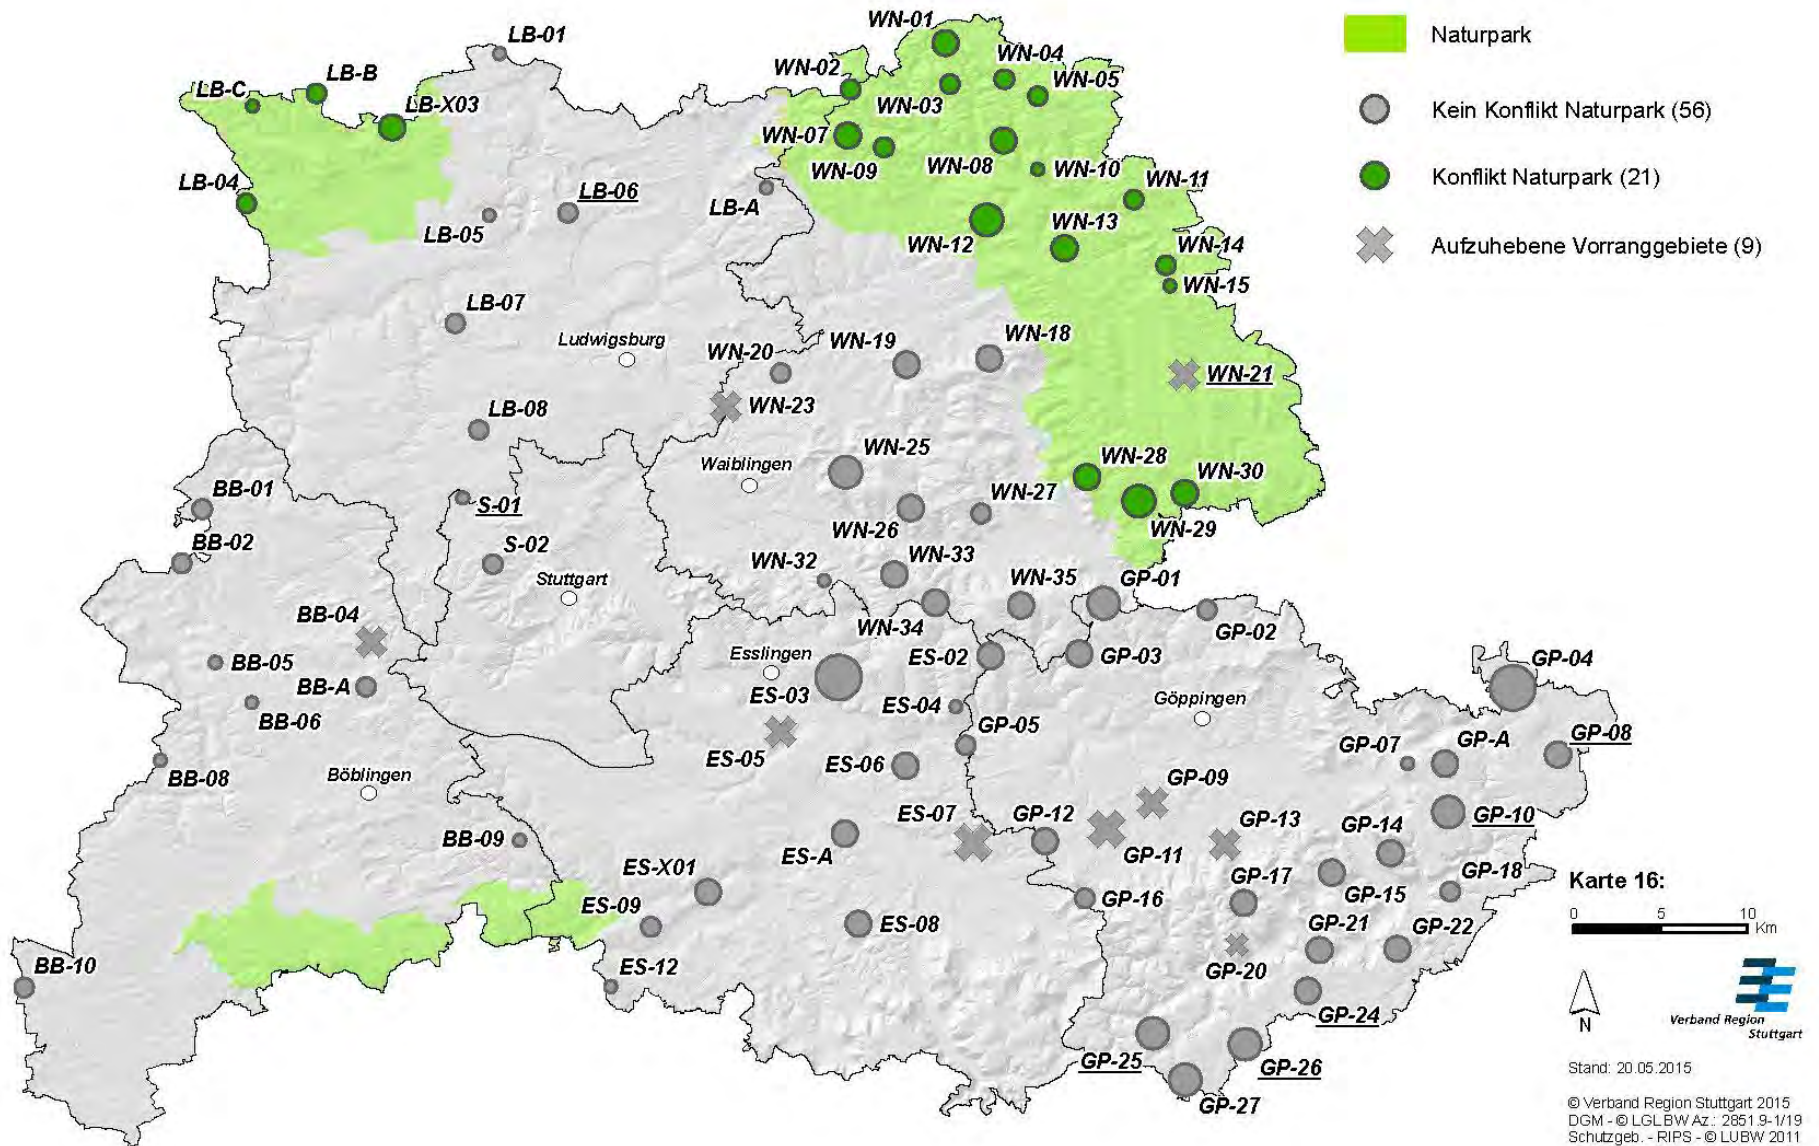 WN-01
Naturpark
LB-01
WN-04
WN-02
LB-B
WN-05
LB-C
LB-X03
WN-03
Kein Konflikt Naturpark (56)
WN-07
WN-08
WN-09
WN-10
WN-11
Konflikt Naturpark (21)
LB-04
LB-06
LB-A
WN-13
LB-05
WN-12
WN-14
Aufzuhebene Vorranggebiete (9)
WN-15
LB-07
Ludwigsburg
WN-18
WN-19
WN-20
WN-21
WN-23
LB-08
WN-25
Waiblingen
WN-28
WN-30
BB-01
S-01
WN-27
WN-26
WN-29
BB-02
S-02
WN-33
WN-32
Stuttgart
WN-35
GP-01
BB-04
WN-34
GP-02
BB-05
Esslingen
ES-02
GP-03
GP-04
BB-A
ES-03
Göppingen
ES-04
BB-06
GP-05
GP-08
GP-07
GP-A
ES-05
ES-06
BB-08
Böblingen
GP-09
ES-07
GP-12
GP-13
GP-14
GP-10
BB-09
ES-A
GP-11
ES-X01
GP-17
GP-18
GP-15
Karte 16:
GP-16
ES-09
ES-08
GP-21
GP-22
0 5 10
Km
BB-10
ES-12
GP-20
GP-24
N
Verband Region
Stuttgart
GP-25
GP-26
Stand: 20.05.2015
GP-27
© Verband Region Stuttgart 2015
DGM - © LGL BW Az.: 2851.9-1/19
Schutzgeb. - RIPS - © LUBW 2011